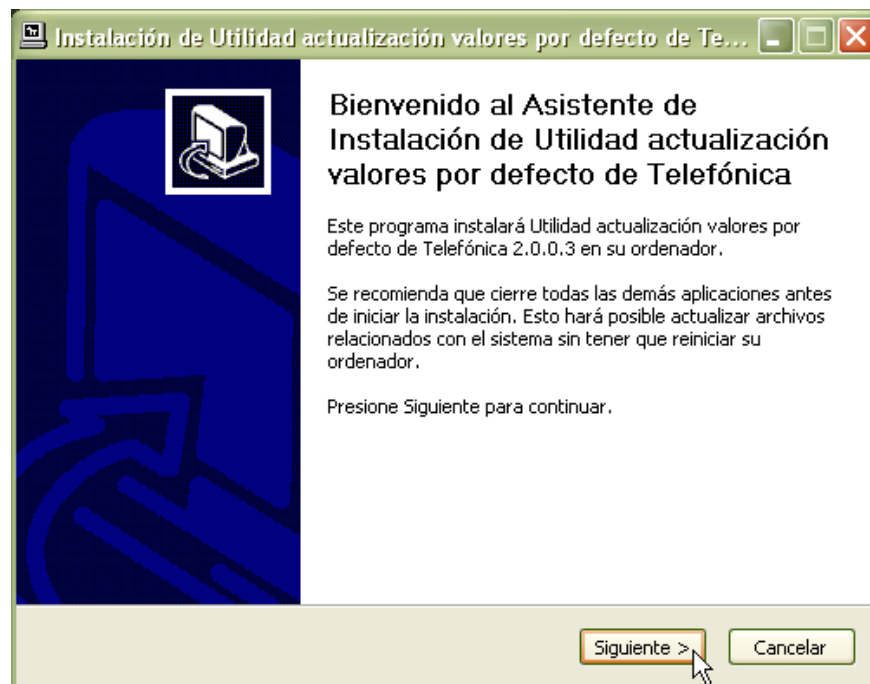 Instalación de Utilidad actualización valores por defecto de Te...
Bienvenido al Asistente de
Instalación de Utilidad actualización
valores por defecto de Telefónica
Este programa instalará Utilidad actualización valores por
defecto de Telefónica 2.0.0.3 en su ordenador.
Se recomienda que cierre todas las demás aplicaciones antes
de iniciar la instalación. Esto hará posible actualizar archivos
relacionados con el sistema sin tener que reiniciar su
ordenador.
Presione Siguiente para continuar.
Siguiente > Cancelar